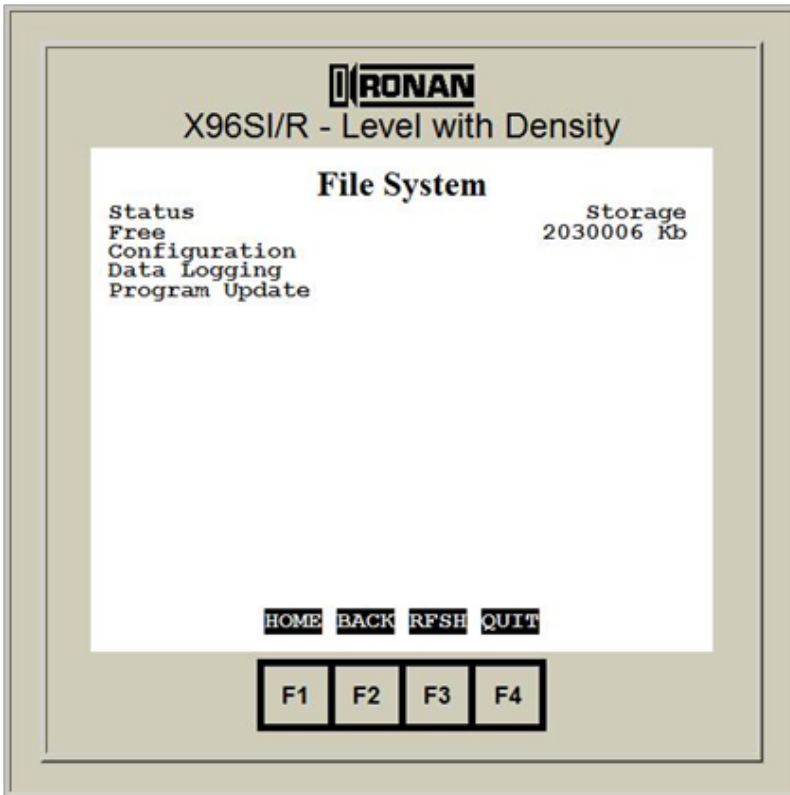 RONAN
X96SI/R - Level with Density
File System
Status Storage
Free 2030006 Kb
Configuration
Data Logging
Program Update
HOME BACK RFSH QUIT
F1 F2 F3 F4